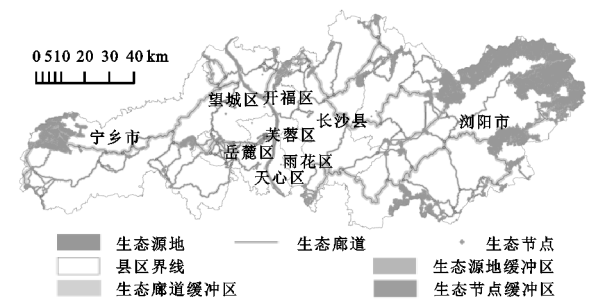 0 5 10 20 30 40 km
望城区 开福区
长沙县
浏阳市
宁乡市
芙蓉区
岳麓区
雨花区
天心区
生态源地 生态廊道 生态节点
县区界线 生态源地缓冲区
生态廊道缓冲区 生态节点缓冲区